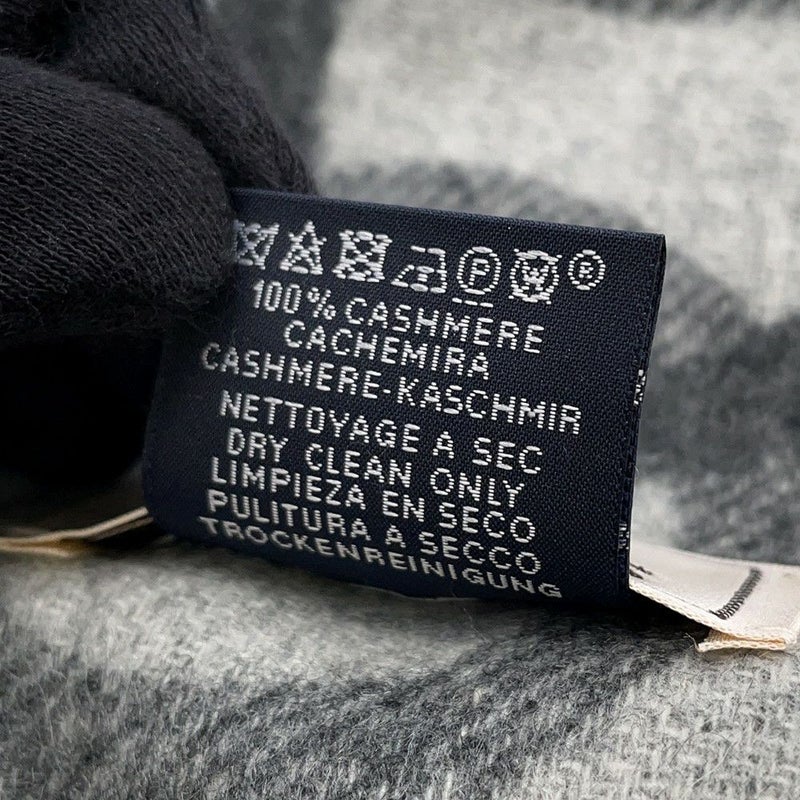 P W ®
100% CASHMERE
CACHEMIRA
CASHMERE-KASCHMIR
NETTOYAGE A SEC
DRY CLEAN ONLY
LIMPIEZA EN SECO
PULITURA A SECCO
TROCKENREINIGUNG